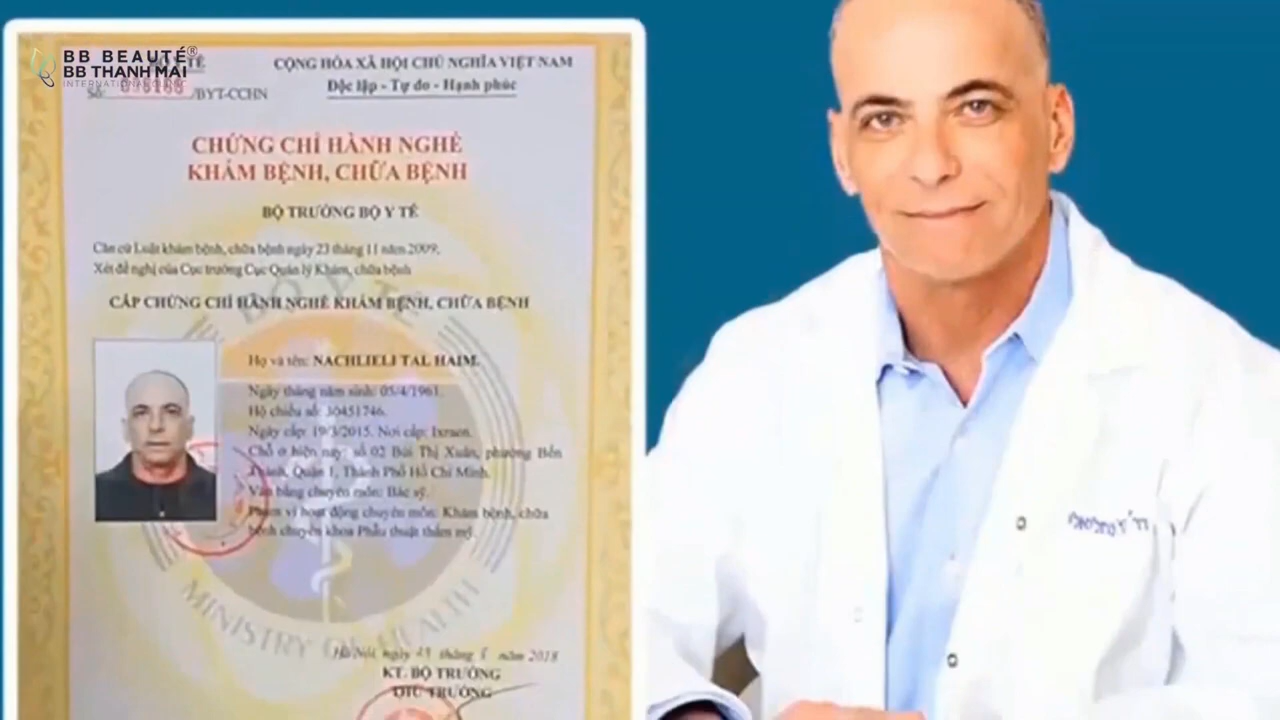 BB BEAUTÉ®
BB THANH MAI
INTERNATIONAL
CỘNG HÒA XÃ HỘI CHỦ NGHĨA VIỆT NAM
Số: /BYT-CCHN
Độc lập - Tự do - Hạnh phúc
CHỨNG CHỈ HÀNH NGHỀ
KHÁM BỆNH, CHỮA BỆNH
BỘ TRƯỞNG BỘ Y TẾ
Căn cứ Luật khám bệnh, chữa bệnh ngày 23 tháng 11 năm 2009;
Xét đề nghị của Cục trưởng Cục Quản lý Khám, chữa bệnh
CẤP CHỨNG CHỈ HÀNH NGHỀ KHÁM BỆNH, CHỮA BỆNH
BỘ Y TẾ
Họ và tên: NACHLIELI TAL HAIM.
Ngày tháng năm sinh: 05/4/1961.
Hộ chiếu số: 30451746.
Ngày cấp: 19/3/2015. Nơi cấp: Ixraen.
Chỗ ở hiện nay: số 02 Bùi Thị Xuân, phường Bến
Thành, Quận 1, Thành Phố Hồ Chí Minh.
Văn bằng chuyên môn: Bác sỹ.
Phạm vi hoạt động chuyên môn: Khám bệnh, chữa
bệnh chuyên khoa Phẫu thuật thẩm mỹ.
MINISTRY OF HEALTH
Hà Nội, ngày tháng năm 2018
KT. BỘ TRƯỞNG
THỨ TRƯỞNG